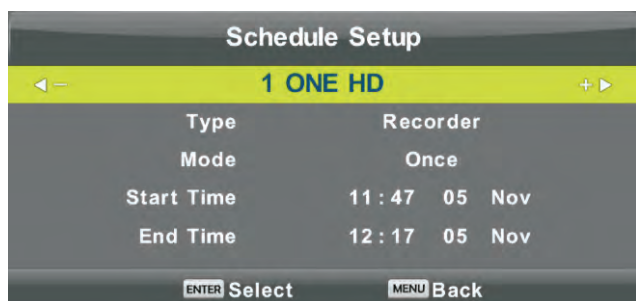 Schedule Setup
1 ONE HD
Type Recorder
Mode Once
Start Time 11:47 05 Nov
End Time 12:17 05 Nov
ENTER Select MENU Back